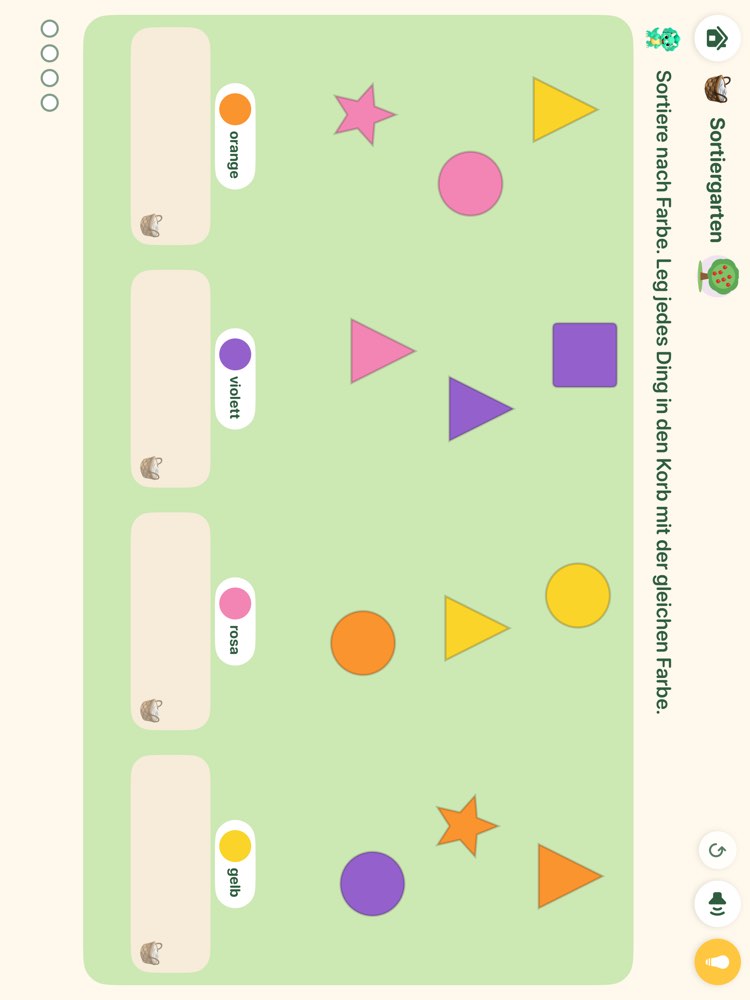 Sortiergarten
Sortiere nach Farbe. Leg jedes Ding in den Korb mit der gleichen Farbe.
orange
violett
rosa
gelb